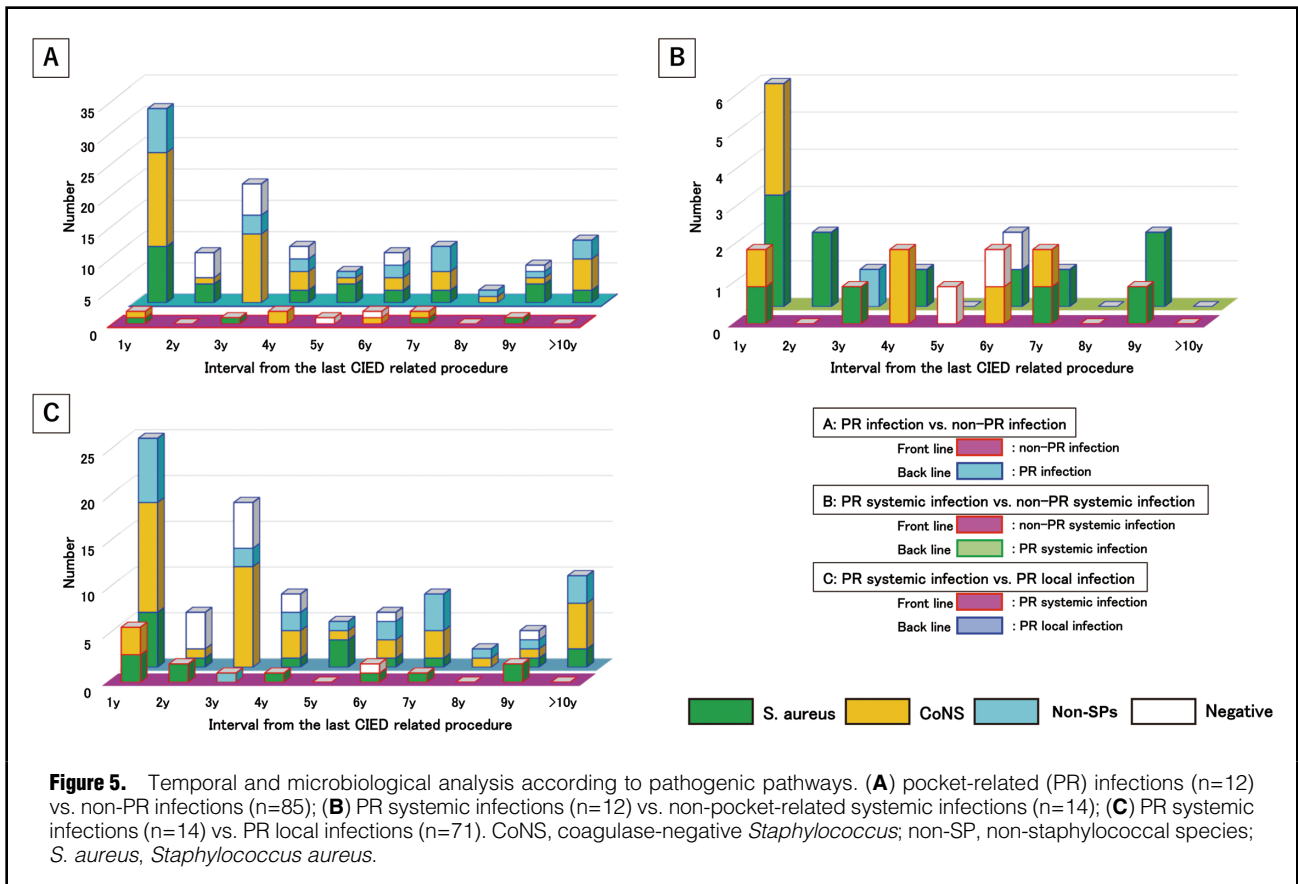 A
35
30
25
20
15
10
5
0
Number
1y 2y 3y 4y 5y 6y 7y 8y 9y >10y
Interval from the last CIED related procedure
B
6
5
4
3
2
1
0
Number
1y 2y 3y 4y 5y 6y 7y 8y 9y >10y
Interval from the last CIED related procedure
C
25
20
15
10
5
0
Number
1y 2y 3y 4y 5y 6y 7y 8y 9y >10y
Interval from the last CIED related procedure
A: PR infection vs. non-PR infection
Front line : non-PR infection
Back line : PR infection
B: PR systemic infection vs. non-PR systemic infection
Front line : non-PR systemic infection
Back line : PR systemic infection
C: PR systemic infection vs. PR local infection
Front line : PR systemic infection
Back line : PR local infection
S. aureus CoNS Non-SPs Negative
Figure 5. Temporal and microbiological analysis according to pathogenic pathways. (A) pocket-related (PR) infections (n=12)
vs. non-PR infections (n=85); (B) PR systemic infections (n=12) vs. non-pocket-related systemic infections (n=14); (C) PR systemic
infections (n=14) vs. PR local infections (n=71). CoNS, coagulase-negative Staphylococcus; non-SP, non-staphylococcal species;
S. aureus, Staphylococcus aureus.